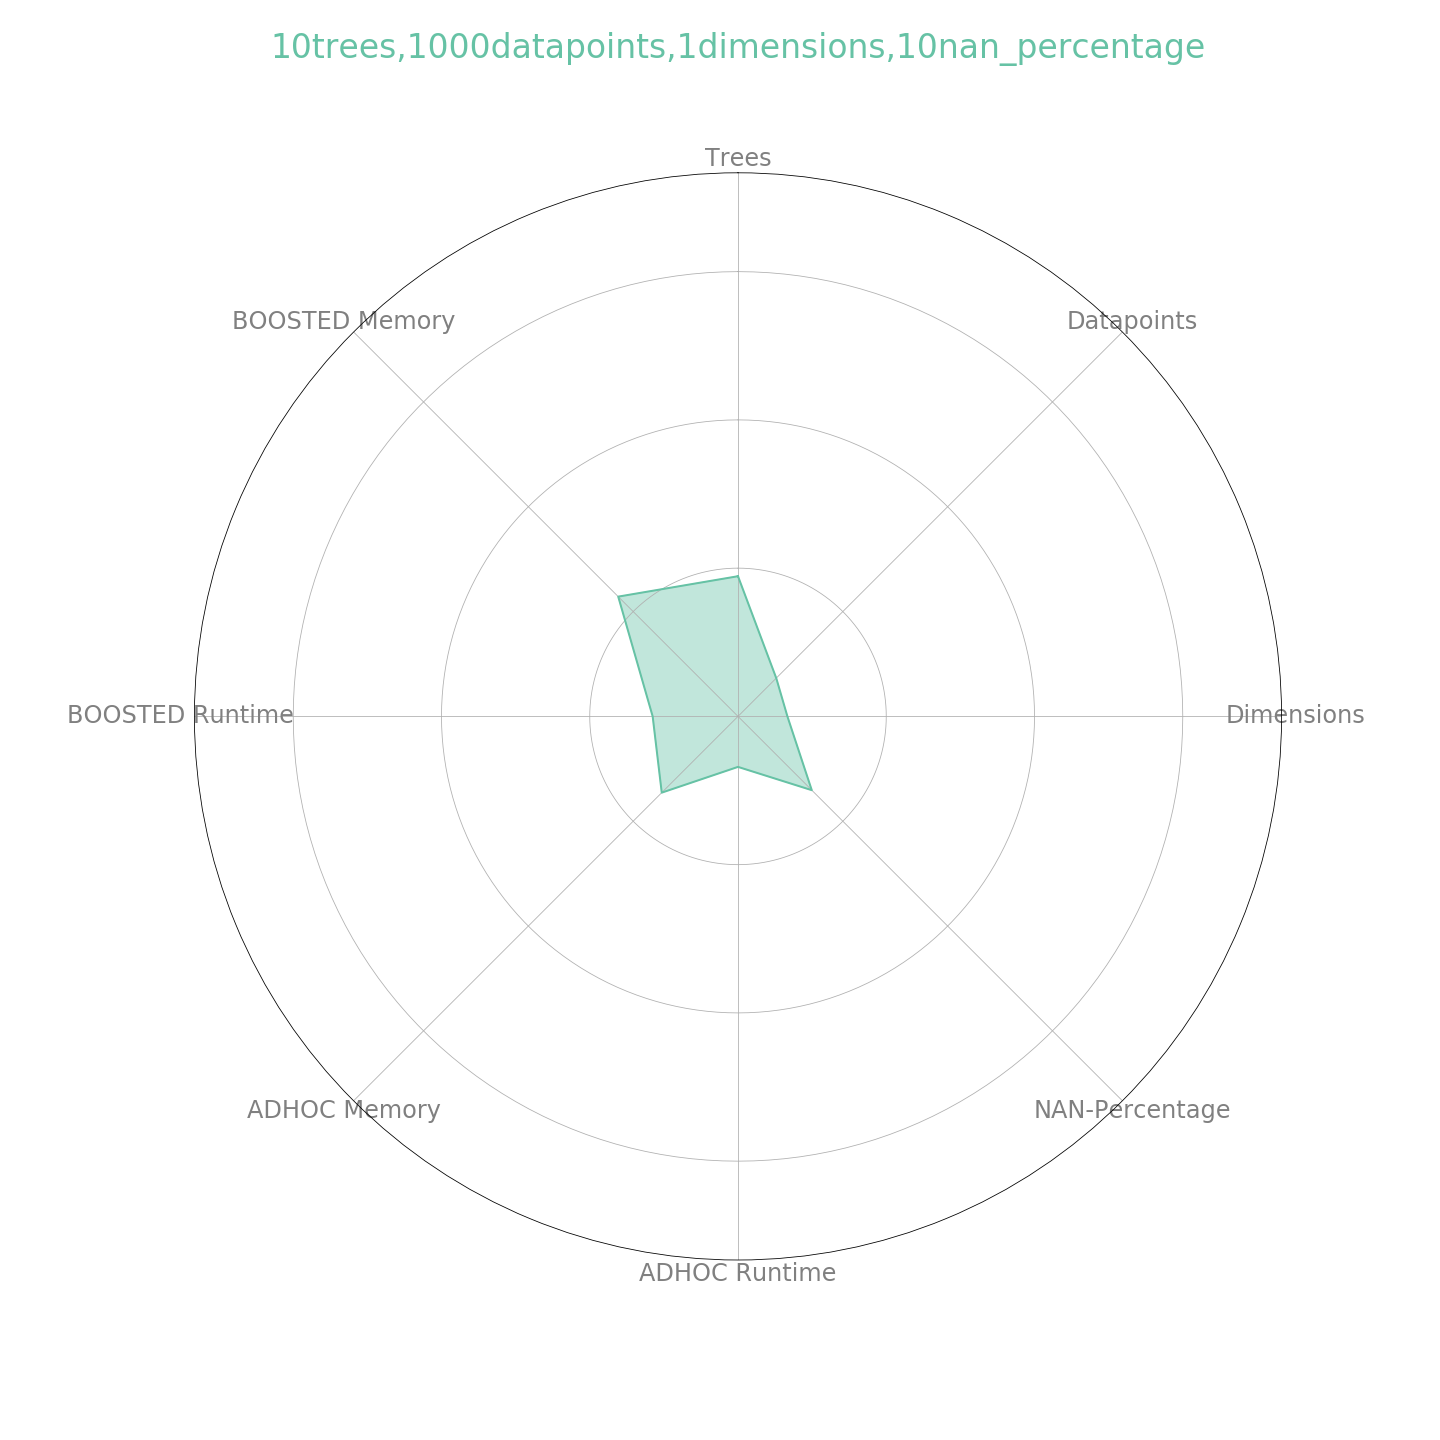 10trees,1000datapoints,1dimensions,10nan_percentage
Trees
BOOSTED Memory
Datapoints
BOOSTED Runtime
Dimensions
ADHOC Memory
NAN-Percentage
ADHOC Runtime